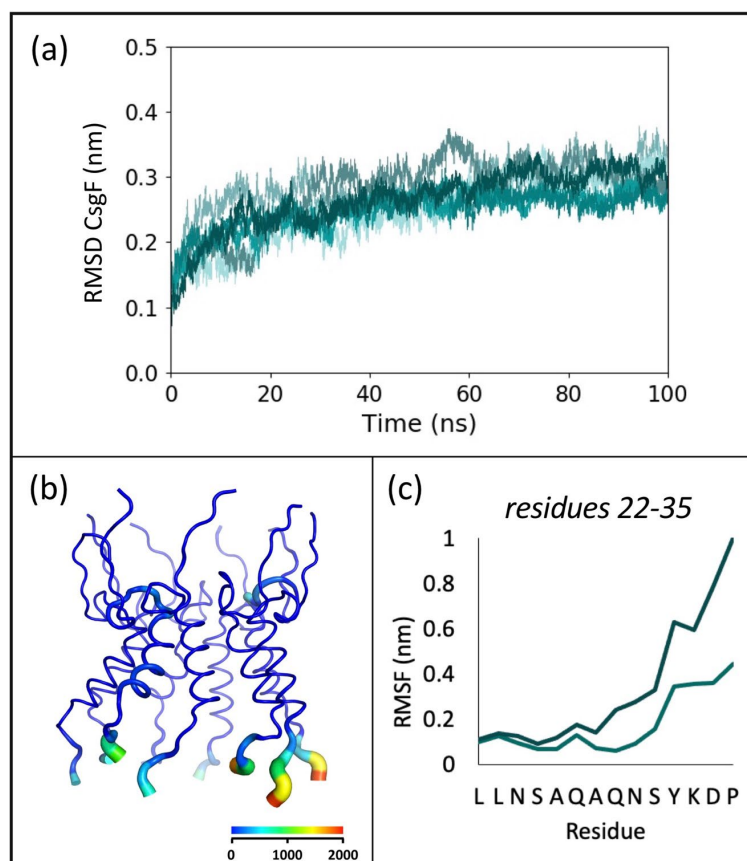 (a)
0.5
0.4
0.3
0.2
0.1
0.0
RMSD CsgF (nm)
0 20 40 60 80 100
Time (ns)
(b)
0 1000 2000
(c)
residues 22-35
1
0.8
0.6
0.4
0.2
0
RMSF (nm)
L L N S A Q A Q N S Y K D P
Residue